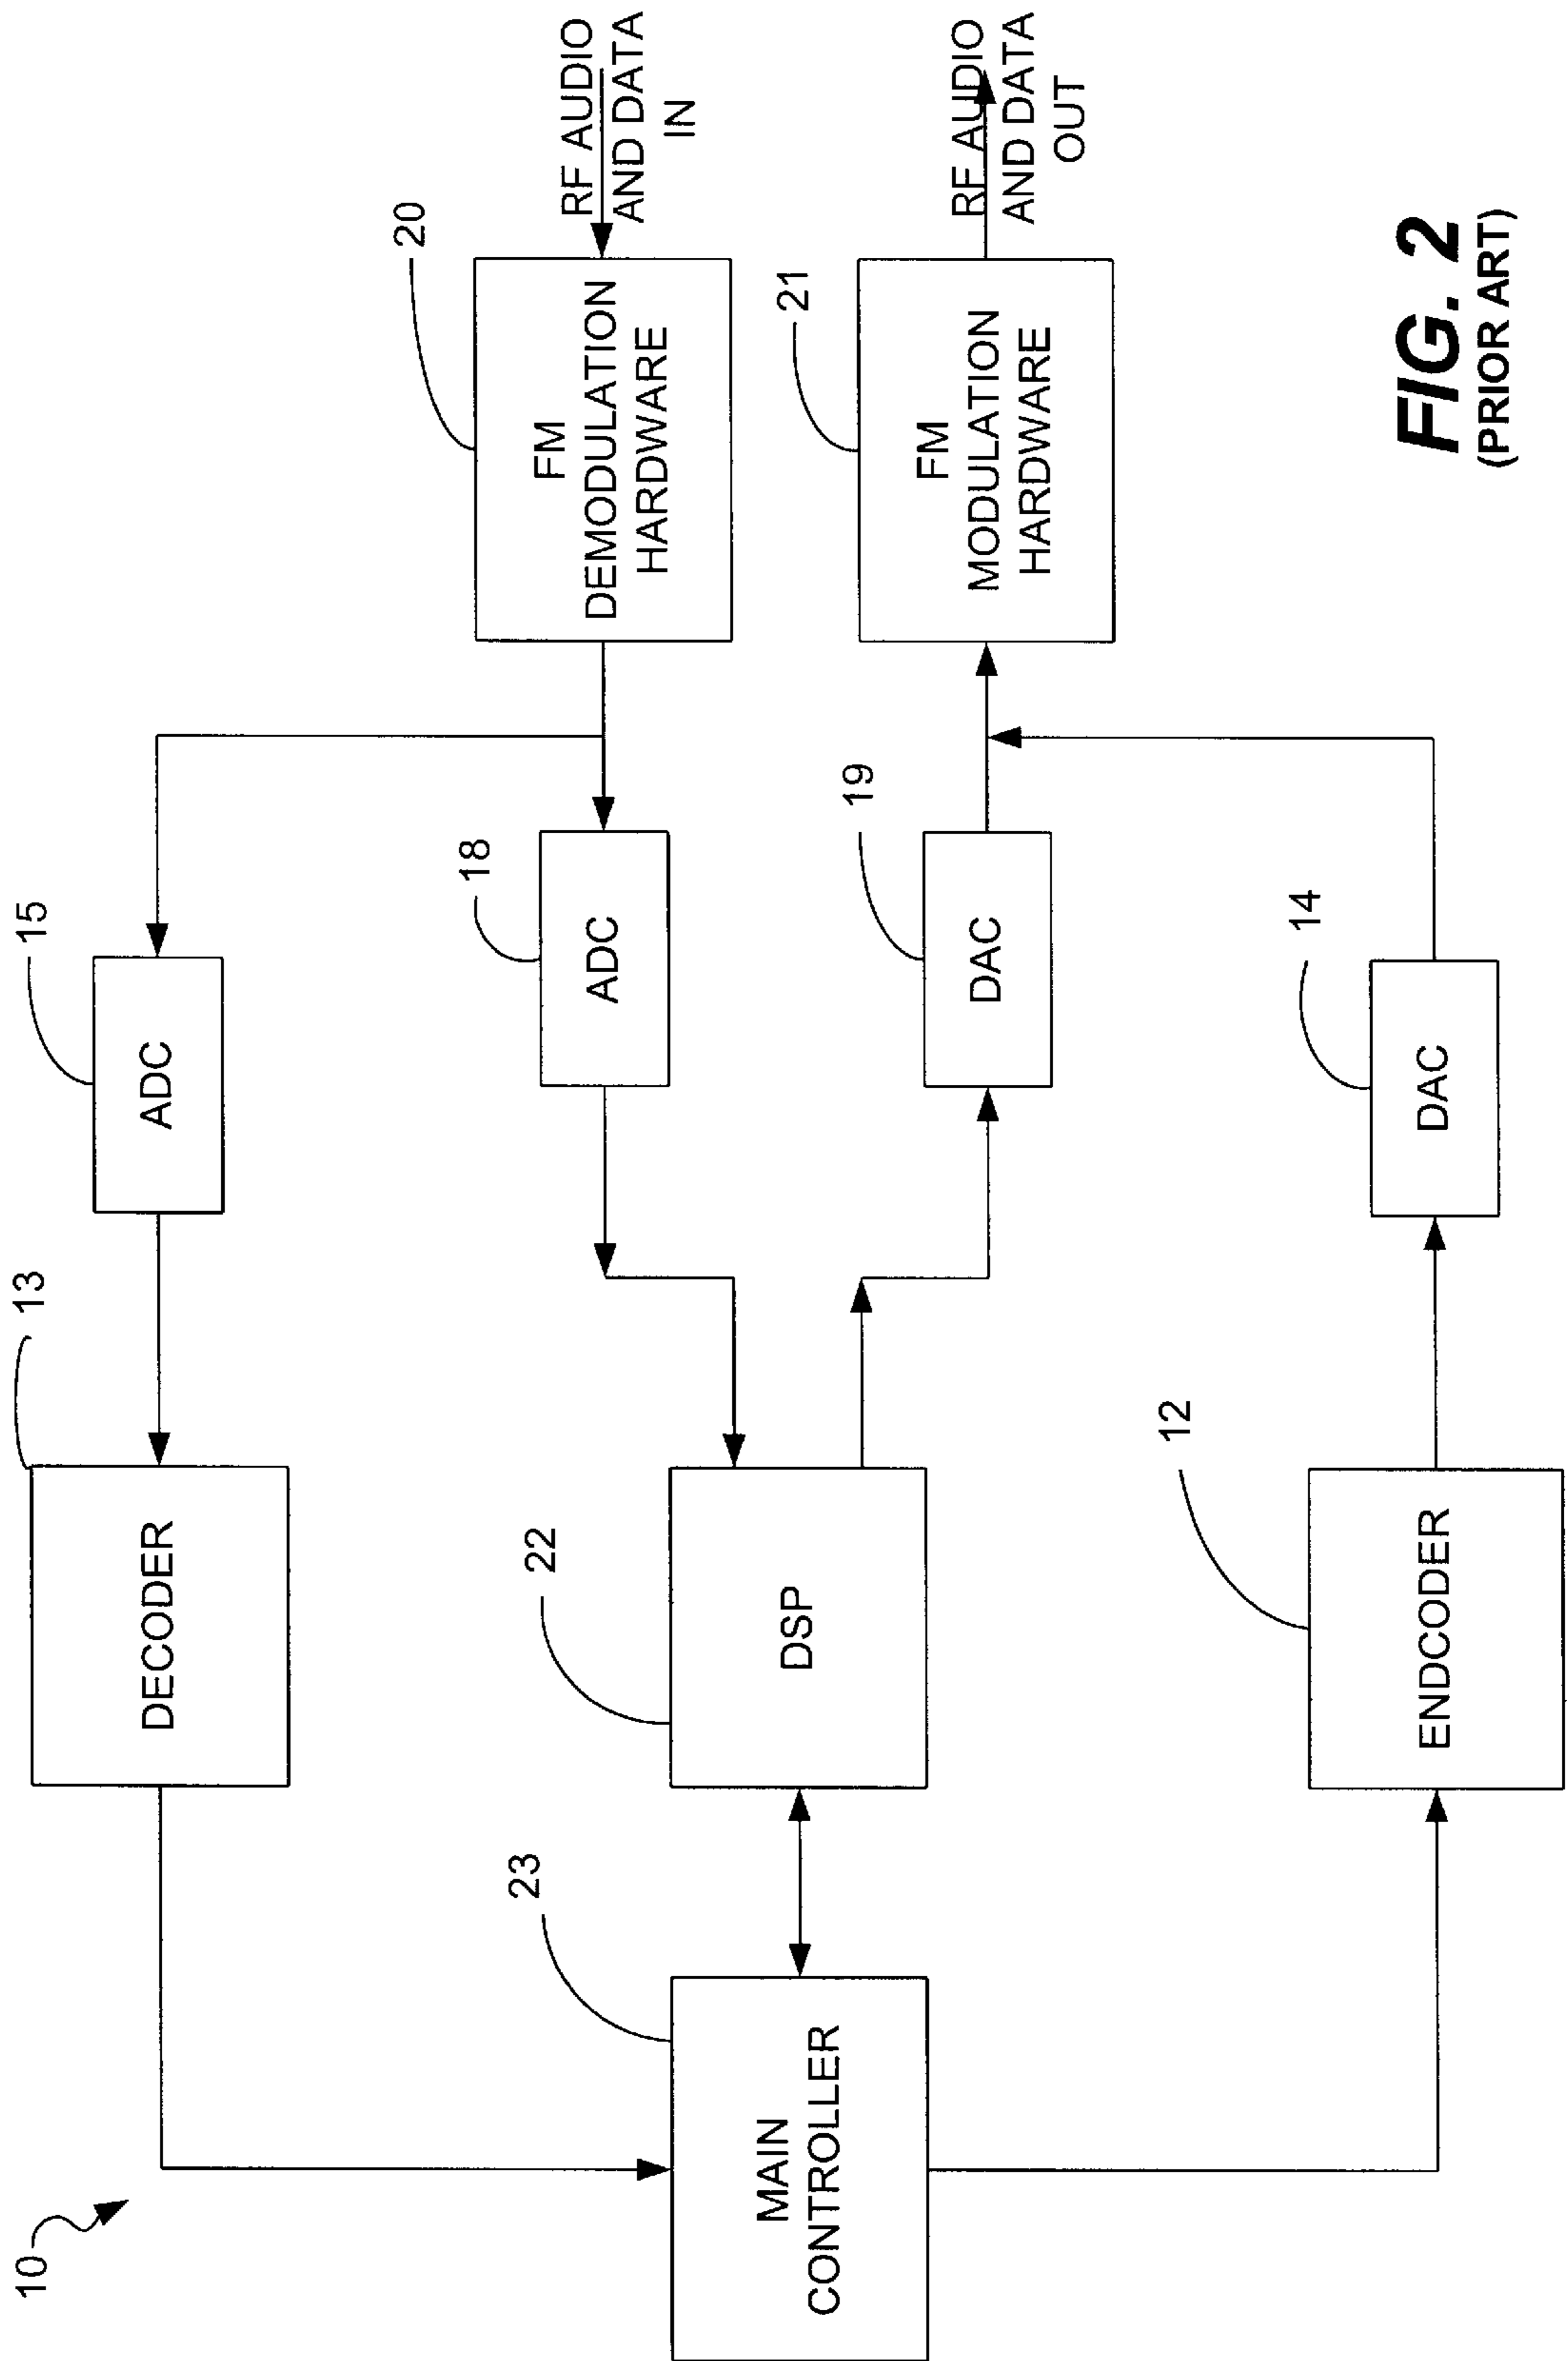 10
13
DECODER
15
ADC
20
FM
DEMODULATION
HARDWARE
RF AUDIO
AND DATA
IN
23
MAIN
CONTROLLER
22
DSP
18
ADC
19
DAC
21
FM
MODULATION
HARDWARE
RF AUDIO
AND DATA
OUT
12
ENDCODER
14
DAC
FIG. 2
(PRIOR ART)